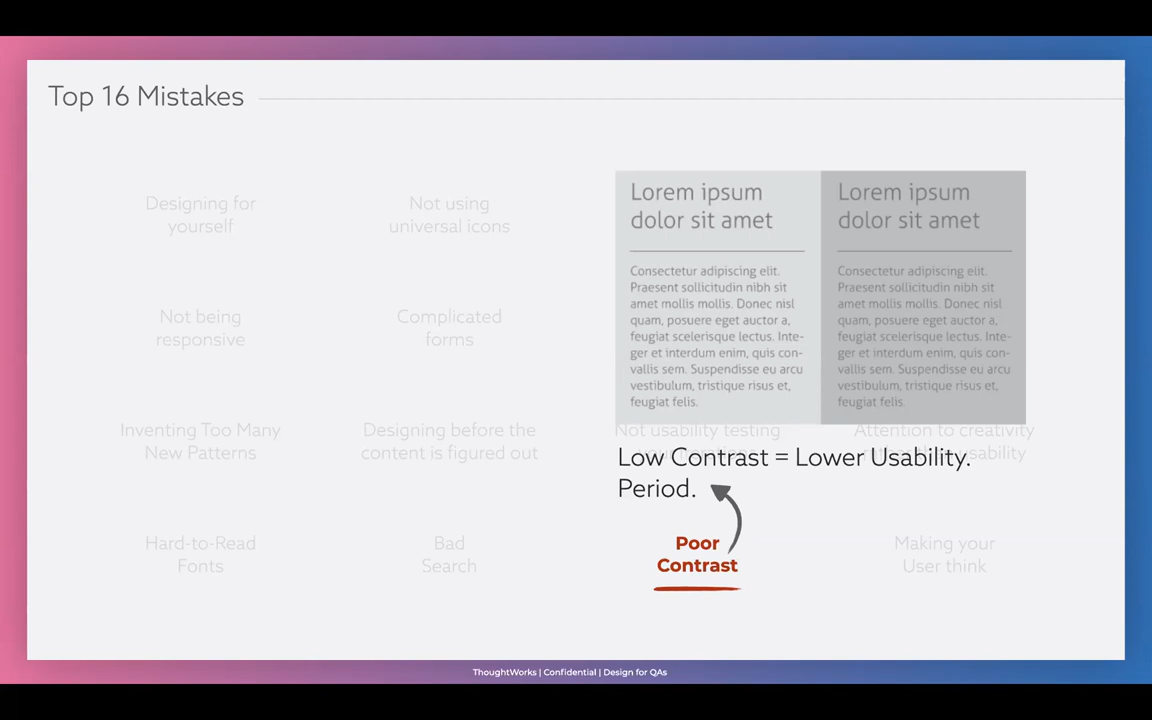 Top 16 Mistakes
Designing for
yourself
Not using
universal icons
Lorem ipsum
dolor sit amet
Consectetur adipiscing elit.
Praesent sollicitudin nibh sit
amet mollis mollis. Donec nisl
quam, posuere eget auctor a,
feugiat scelerisque lectus. Inte-
ger et interdum enim, quis con-
vallis sem. Suspendisse eu arcu
vestibulum, tristique risus et,
feugiat felis.
Lorem ipsum
dolor sit amet
Consectetur adipiscing elit.
Praesent sollicitudin nibh sit
amet mollis mollis. Donec nisl
quam, posuere eget auctor a,
feugiat scelerisque lectus. Inte-
ger et interdum enim, quis con-
vallis sem. Suspendisse eu arcu
vestibulum, tristique risus et,
feugiat felis.
Not being
responsive
Complicated
forms
Inventing Too Many
New Patterns
Designing before the
content is figured out
Not usability testing
Attention to creativity
usability
Low Contrast = Lower Usability.
Period.
Hard-to-Read
Fonts
Bad
Search
Poor
Contrast
Making your
User think
ThoughtWorks | Confidential | Design for QAs